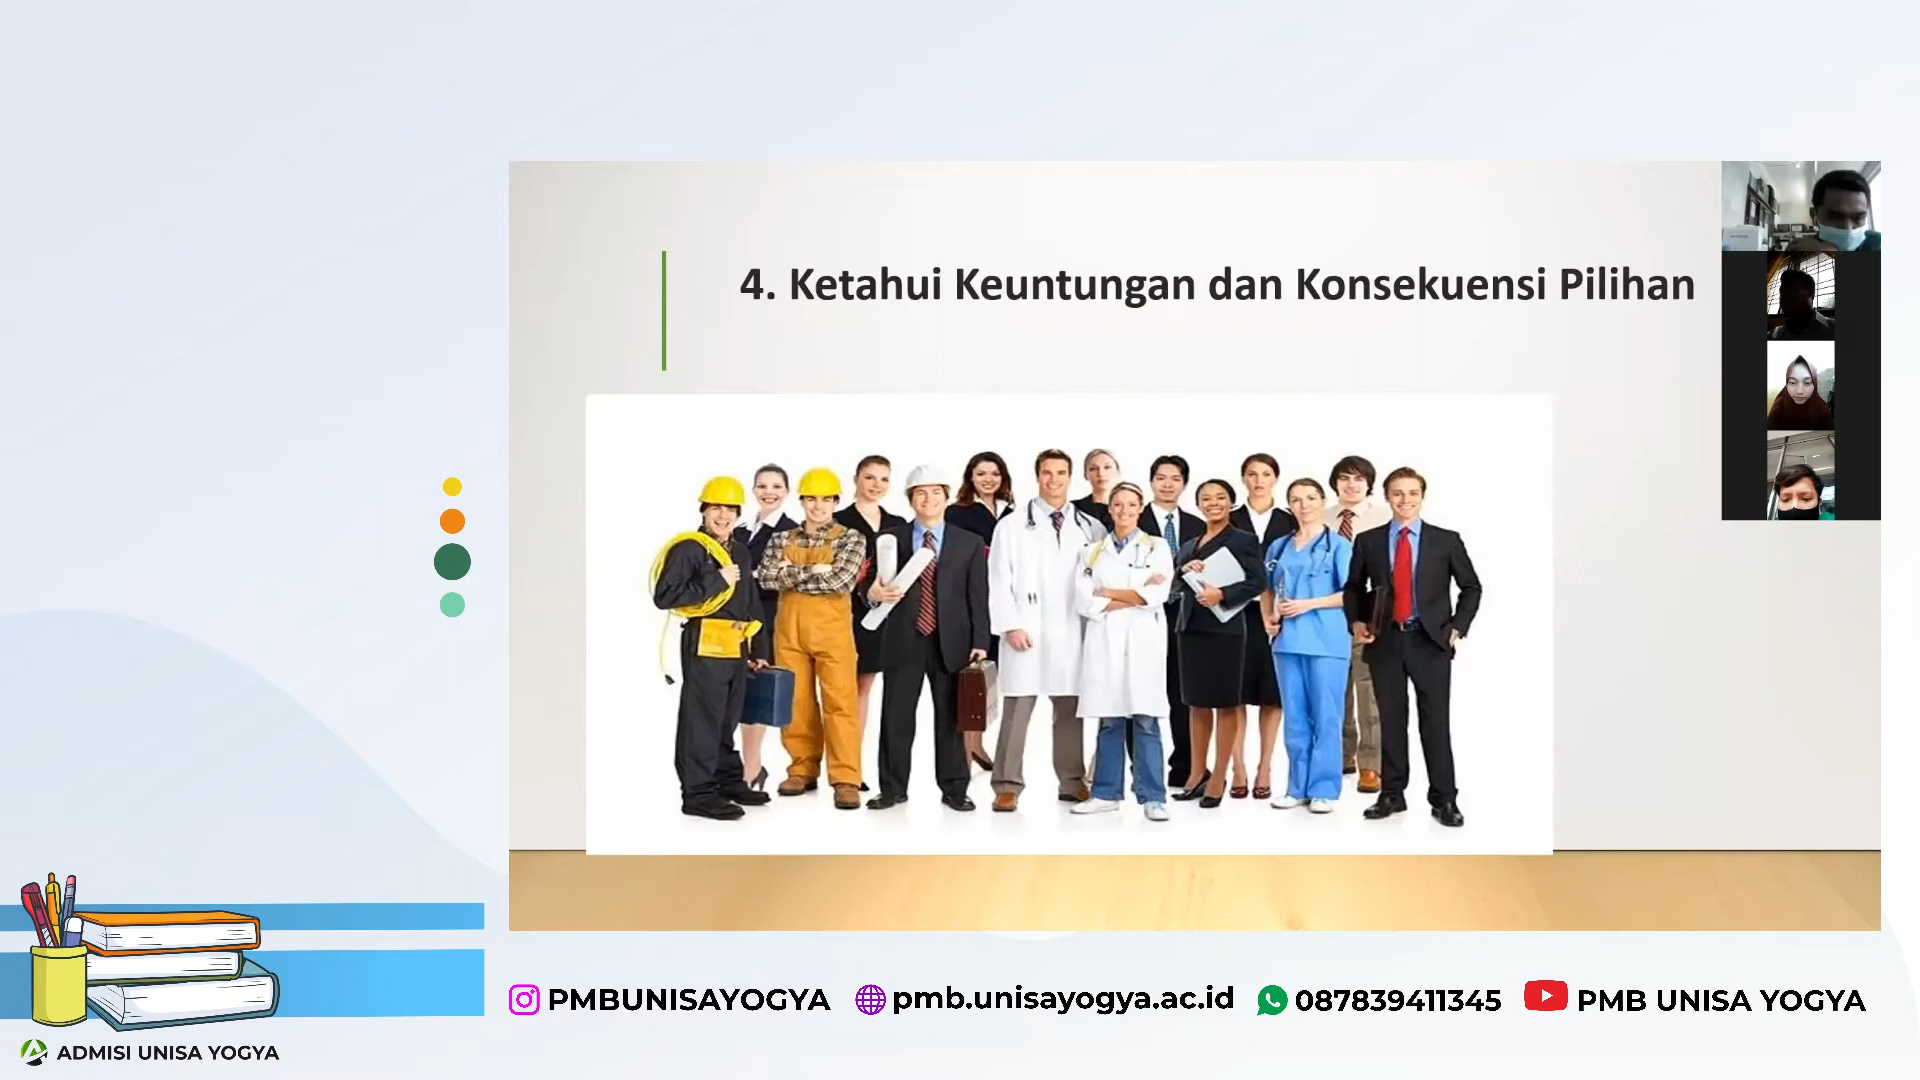 4. Ketahui Keuntungan dan Konsekuensi Pilihan
PMBUNISAYOGYA pmb.unisayogya.ac.id 087839411345 PMB UNISA YOGYA
ADMISI UNISA YOGYA